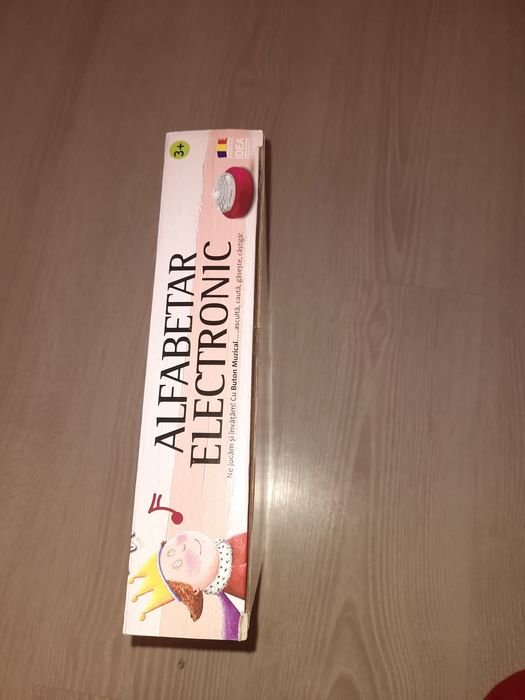 3+
IDEA
ALFABETAR
ELECTRONIC
Ne jucăm și învățăm! Cu Buton Muzical.....ascultă, caută, găsește, câștigă!